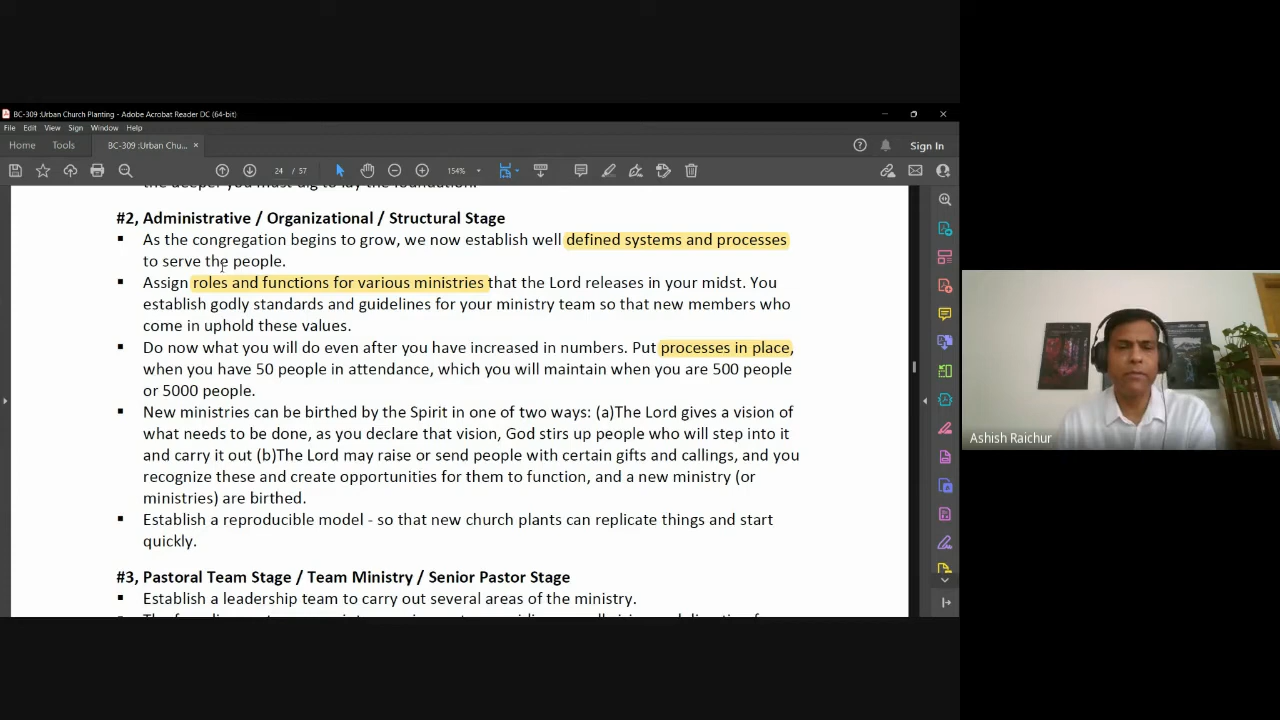 BC-309 :Urban Church Planting - Adobe Acrobat Reader DC (64-bit)
File Edit View Sign Window Help
Home Tools BC-309 :Urban Chu... × Sign In
24 / 57 154%
the deeper you must dig to lay the foundation.
#2, Administrative / Organizational / Structural Stage
▪ As the congregation begins to grow, we now establish well defined systems and processes
to serve the people.
▪ Assign roles and functions for various ministries that the Lord releases in your midst. You
establish godly standards and guidelines for your ministry team so that new members who
come in uphold these values.
▪ Do now what you will do even after you have increased in numbers. Put processes in place,
when you have 50 people in attendance, which you will maintain when you are 500 people
or 5000 people.
▪ New ministries can be birthed by the Spirit in one of two ways: (a)The Lord gives a vision of
what needs to be done, as you declare that vision, God stirs up people who will step into it
and carry it out (b)The Lord may raise or send people with certain gifts and callings, and you
recognize these and create opportunities for them to function, and a new ministry (or
ministries) are birthed.
▪ Establish a reproducible model - so that new church plants can replicate things and start
quickly.
#3, Pastoral Team Stage / Team Ministry / Senior Pastor Stage
▪ Establish a leadership team to carry out several areas of the ministry.
Ashish Raichur